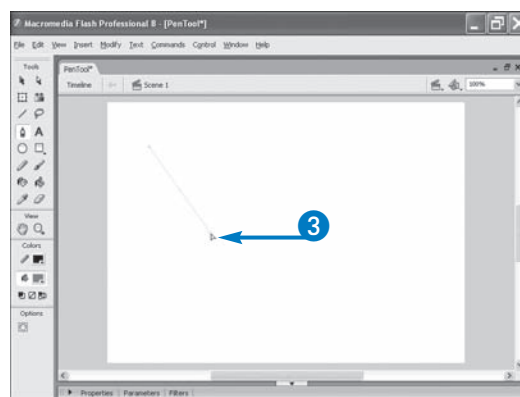 Macromedia Flash Professional 8 - [PenTool*]
File Edit View Insert Modify Text Commands Control Window Help
Tools
PenTool*
Timeline
Scene 1
100%
A
3
View
Colors
Options
Properties Parameters Filters